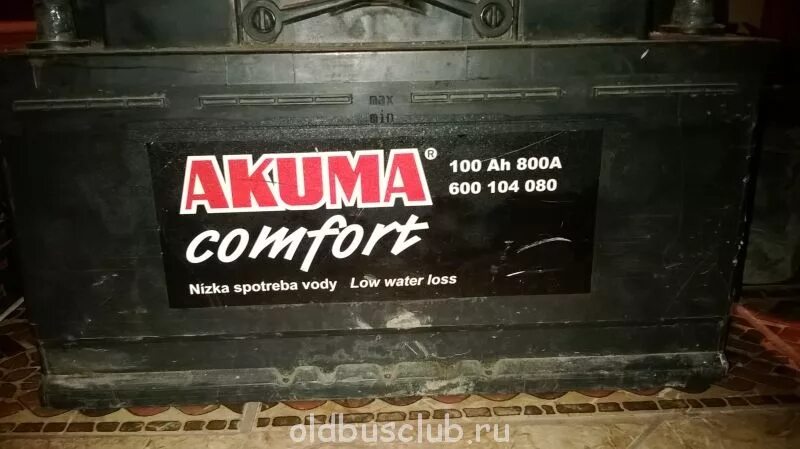 max
min
AKUMA®
100 Ah 800A
600 104 080
comfort
Nízka spotreba vody Low water loss
oldbusclub.ru